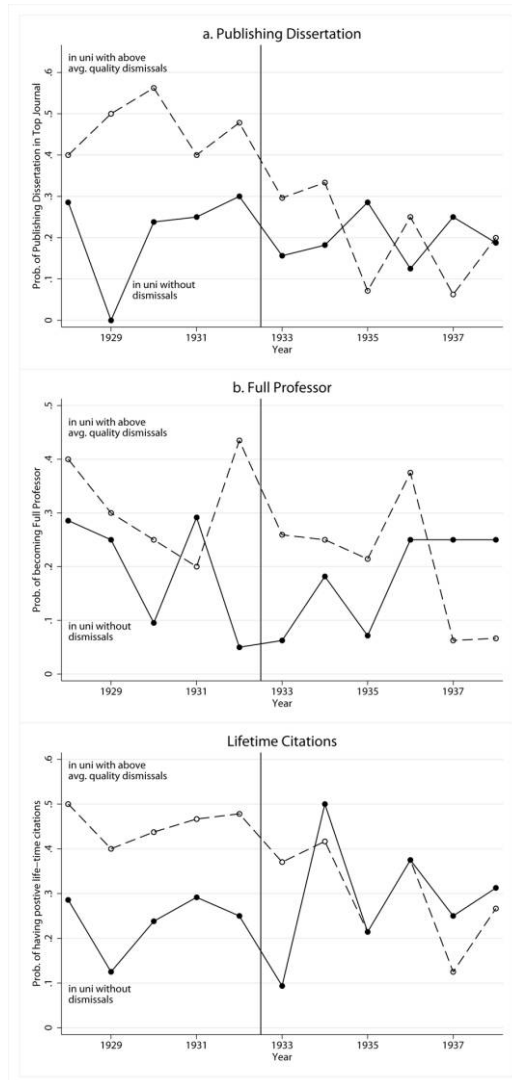 a. Publishing Dissertation
in uni with above
avg. quality dismissals
Prob. of Publishing Dissertation in Top Journal
.6
.5
.4
.3
.2
.1
0
in uni without
dismissals
1929 1931 1933 1935 1937
Year
b. Full Professor
in uni with above
avg. quality dismissals
Prob. of becoming Full Professor
.5
.4
.3
.2
.1
0
in uni without
dismissals
1929 1931 1933 1935 1937
Year
Lifetime Citations
in uni with above
avg. quality dismissals
Prob. of having postive life-time citations
.6
.5
.4
.3
.2
.1
0
in uni without
dismissals
1929 1931 1933 1935 1937
Year